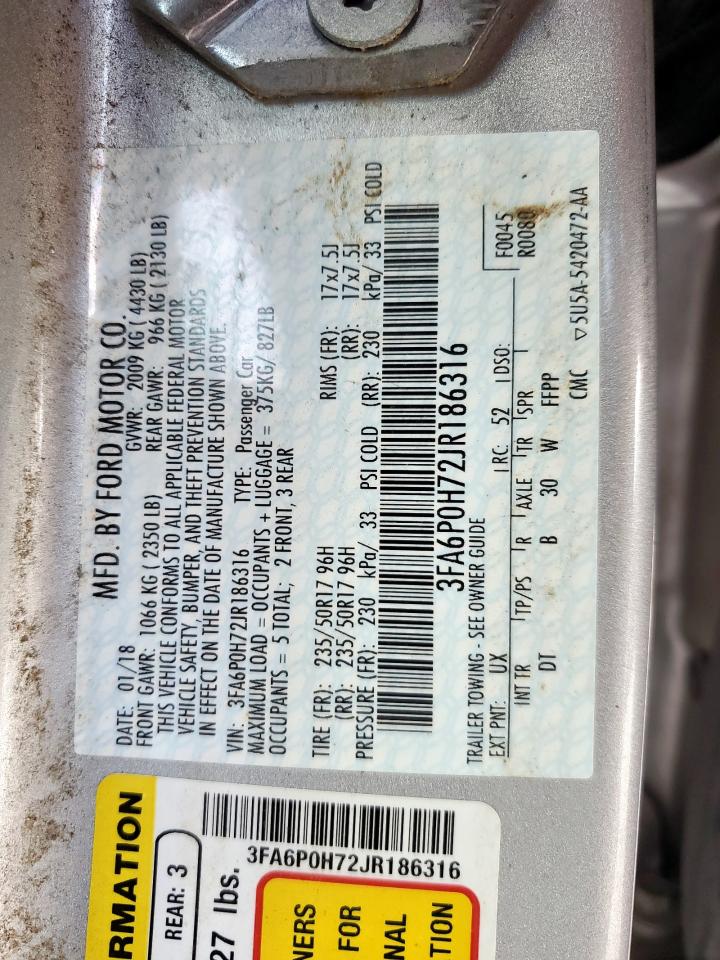 MFD. BY FORD MOTOR CO.
DATE: 01/18 GVWR: 2009 KG ( 4430 LB)
FRONT GAWR: 1066 KG ( 2350 LB) REAR GAWR: 966 KG ( 2130 LB)
THIS VEHICLE CONFORMS TO ALL APPLICABLE FEDERAL MOTOR
VEHICLE SAFETY, BUMPER, AND THEFT PREVENTION STANDARDS
IN EFFECT ON THE DATE OF MANUFACTURE SHOWN ABOVE.
VIN: 3FA6P0H72JR186316 TYPE: Passenger Car
MAXIMUM LOAD = OCCUPANTS + LUGGAGE = 375KG/ 827LB
OCCUPANTS = 5 TOTAL; 2 FRONT, 3 REAR
TIRE (FR): 235/50R17 96H RIMS (FR): 17x7.5J
(RR): 235/50R17 96H (RR): 17x7.5J
PRESSURE (FR): 230 kPa/ 33 PSI COLD (RR): 230 kPa/ 33 PSI COLD
3FA6P0H72JR186316
TRAILER TOWING - SEE OWNER GUIDE F0045
EXT PNT: UX RC: 52 DSO: R0080
INT TR TP/PS R AXLE TR SPR
DT B 30 W FFPP
CMC ▽ 5U5A-5420472-AA
RMATION
REAR: 3
27 lbs.
3FA6P0H72JR186316
NERS
FOR
NAL
TION